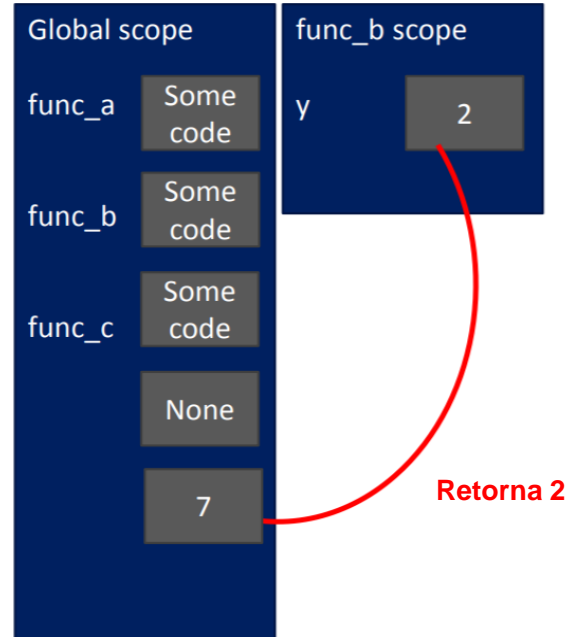 Global scope
func_a
Some
code
func_b
Some
code
func_c
Some
code
None
7
func_b scope
y
2
Retorna 2